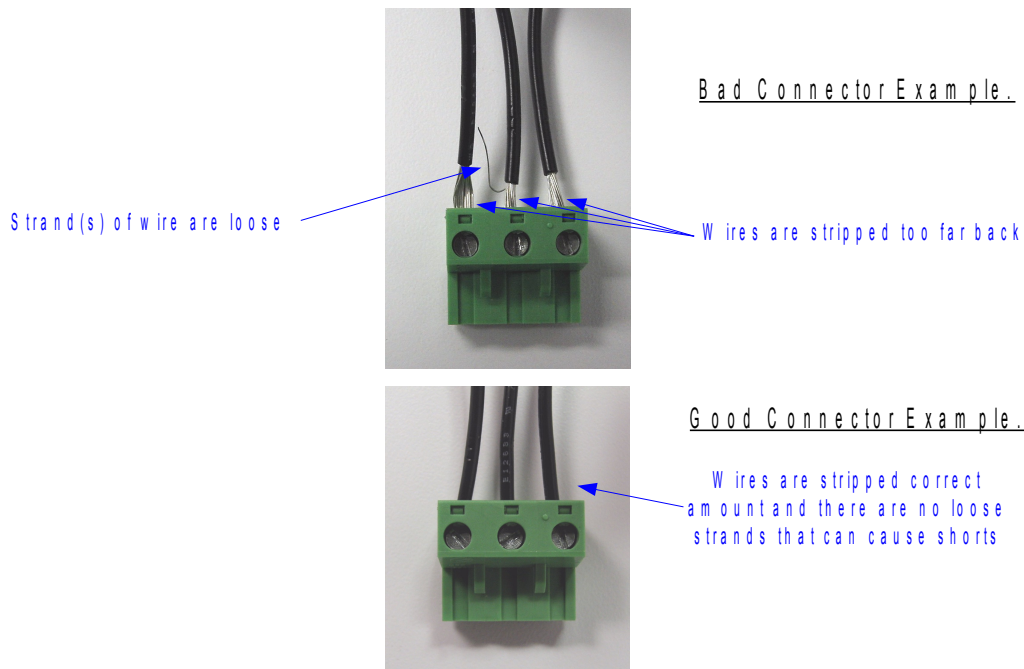 Bad Connector Example.
Strand(s) of wire are loose
Wires are stripped too far back
Good Connector Example.
Wires are stripped correct
amount and there are no loose
strands that can cause shorts